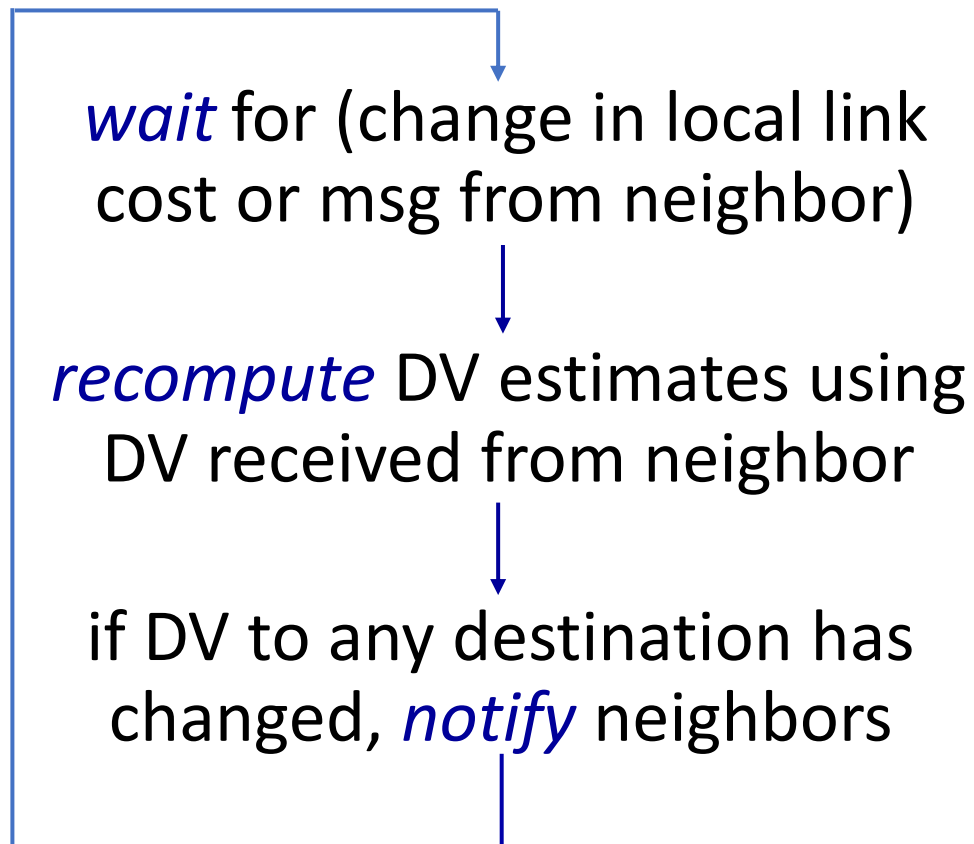 wait for (change in local link
cost or msg from neighbor)
recompute DV estimates using
DV received from neighbor
if DV to any destination has
changed, notify neighbors